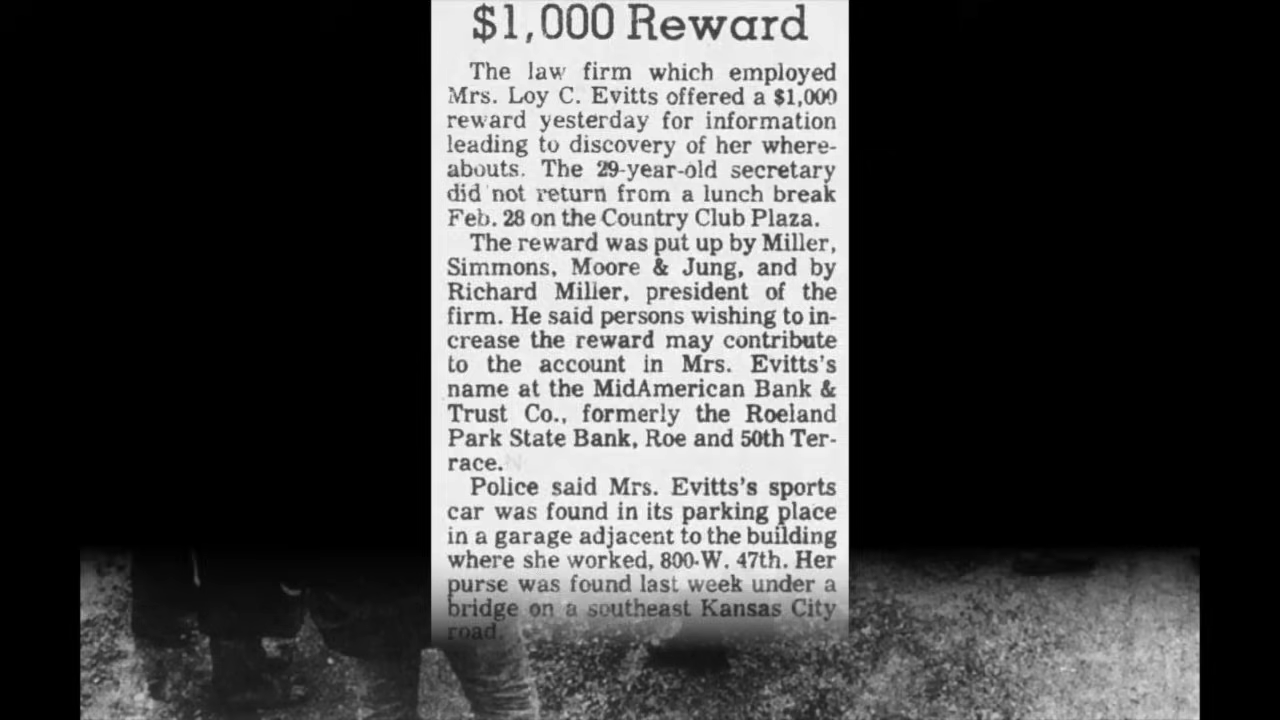 $1,000 Reward
The law firm which employed
Mrs. Loy C. Evitts offered a $1,000
reward yesterday for information
leading to discovery of her where-
abouts. The 29-year-old secretary
did not return from a lunch break
Feb. 28 on the Country Club Plaza.
The reward was put up by Miller,
Simmons, Moore & Jung, and by
Richard Miller, president of the
firm. He said persons wishing to in-
crease the reward may contribute
to the account in Mrs. Evitts's
name at the MidAmerican Bank &
Trust Co., formerly the Roeland
Park State Bank, Roe and 50th Ter-
race.
Police said Mrs. Evitts's sports
car was found in its parking place
in a garage adjacent to the building
where she worked, 800 W. 47th. Her
purse was found last week under a
bridge on a southeast Kansas City
road.